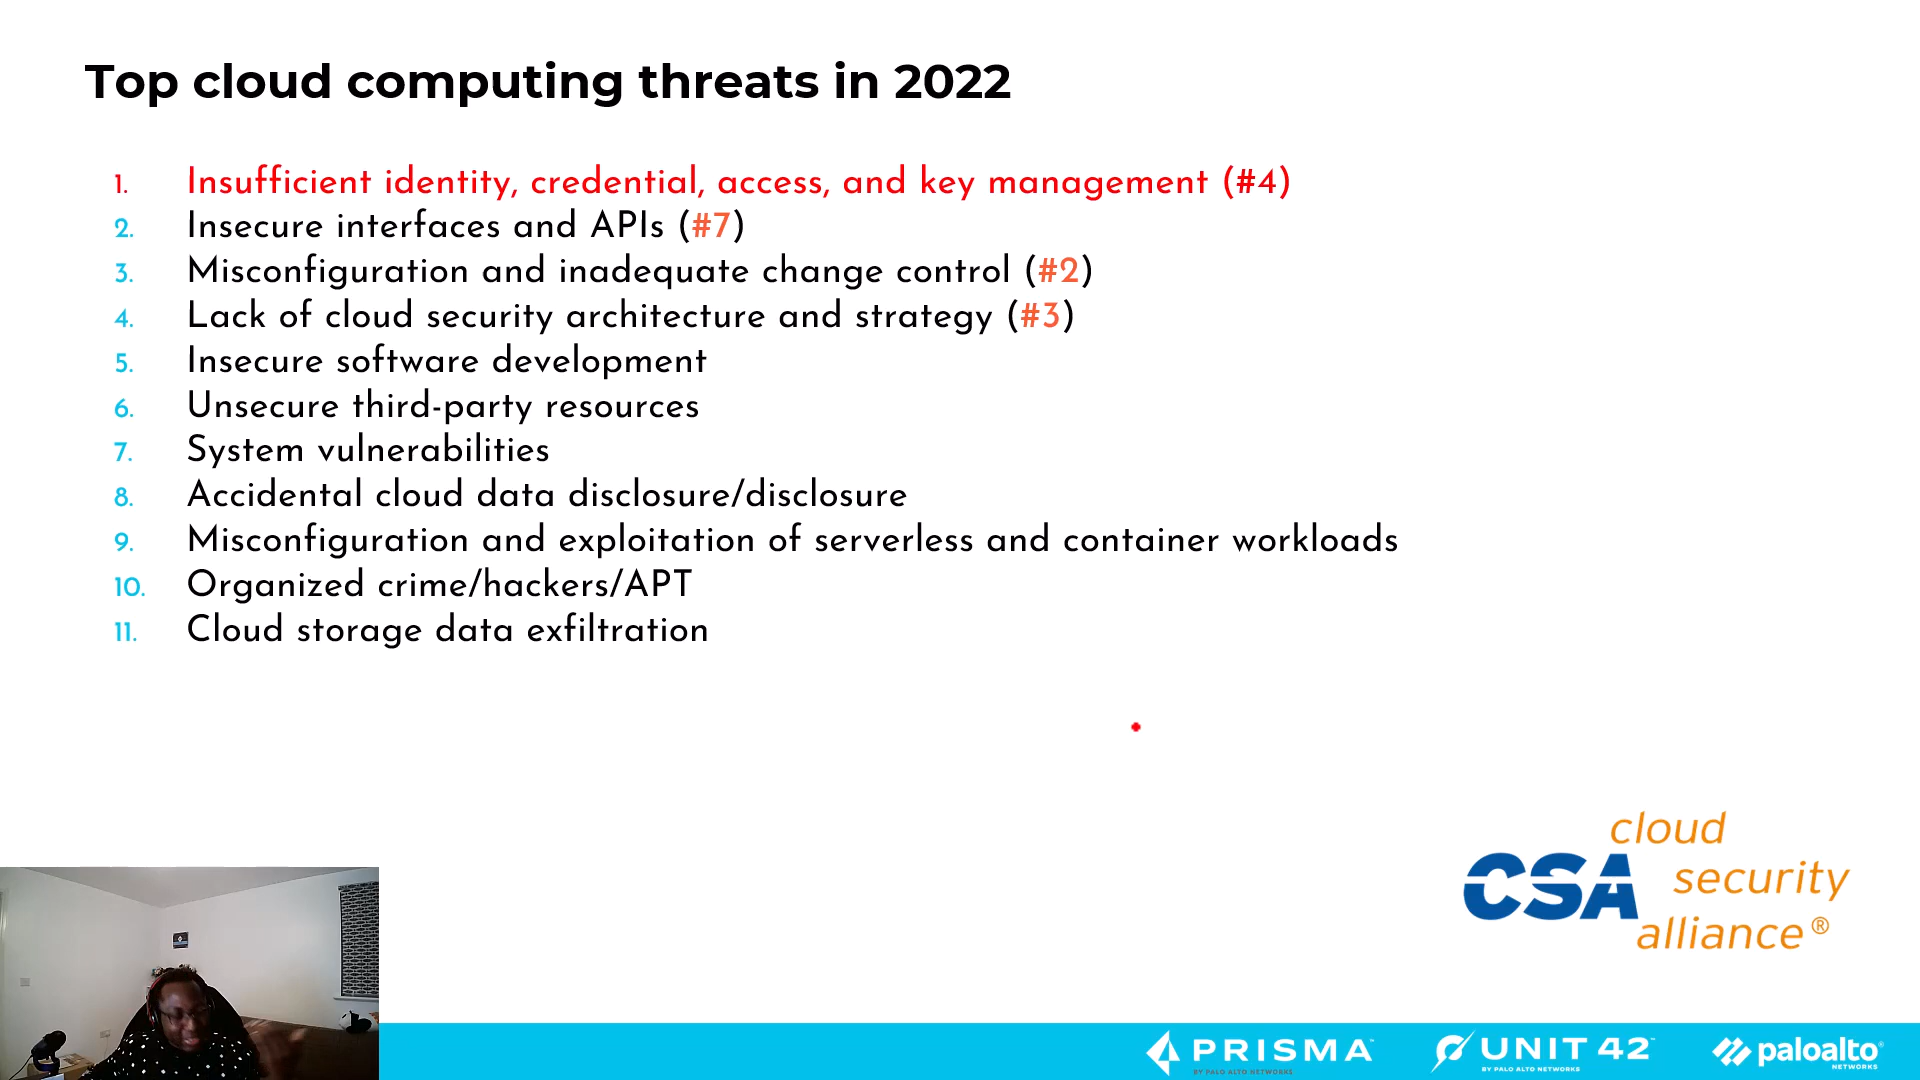 Top cloud computing threats in 2022
1. Insufficient identity, credential, access, and key management (#4)
2. Insecure interfaces and APIs (#7)
3. Misconfiguration and inadequate change control (#2)
4. Lack of cloud security architecture and strategy (#3)
5. Insecure software development
6. Unsecure third-party resources
7. System vulnerabilities
8. Accidental cloud data disclosure/disclosure
9. Misconfiguration and exploitation of serverless and container workloads
10. Organized crime/hackers/APT
11. Cloud storage data exfiltration
CSA cloud
security
alliance®
PRISMA™
BY PALO ALTO NETWORKS
UNIT 42™
BY PALO ALTO NETWORKS
paloalto®
NETWORKS